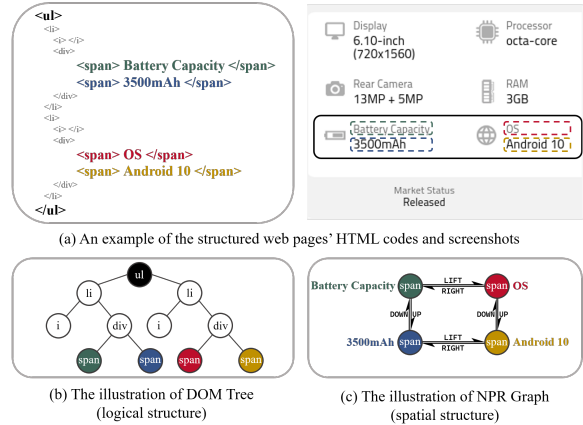 <ul>
<li>
<i> </i>
<div>
<span> Battery Capacity </span>
<span> 3500mAh </span>
</div>
</li>
<li>
<i> </i>
<div>
<span> OS </span>
<span> Android 10 </span>
</div>
</li>
</ul>
Display
6.10-inch
(720x1560)
Processor
octa-core
Rear Camera
13MP + 5MP
RAM
3GB
Battery Capacity
3500mAh
OS
Android 10
Market Status
Released
(a) An example of the structured web pages' HTML codes and screenshots
ul
li li
i div i div
span span span span
(b) The illustration of DOM Tree
(logical structure)
Battery Capacity span LIFT RIGHT span OS
DOWN UP DOWN UP
3500mAh span LIFT RIGHT span Android 10
(c) The illustration of NPR Graph
(spatial structure)